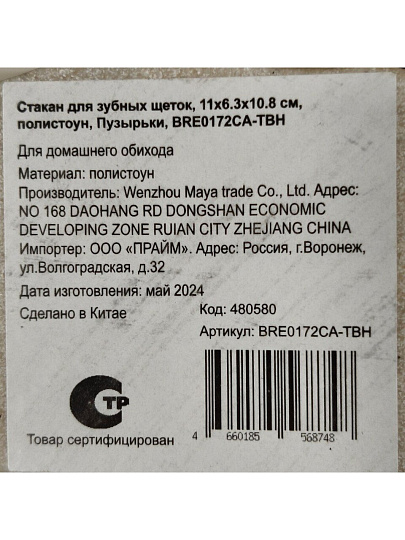 Стакан для зубных щеток, 11x6.3x10.8 см,
полистоун, Пузырьки, BRE0172CA-TBH
Для домашнего обихода
Материал: полистоун
Производитель: Wenzhou Maya trade Co., Ltd. Адрес:
NO 168 DAOHANG RD DONGSHAN ECONOMIC
DEVELOPING ZONE RUIAN CITY ZHEJIANG CHINA
Импортер: ООО «ПРАЙМ». Адрес: Россия, г.Воронеж,
ул.Волгоградская, д.32
Дата изготовления: май 2024
Сделано в Китае
Код: 480580
Артикул: BRE0172CA-TBH
СТР
Товар сертифицирован
4 660185 568748